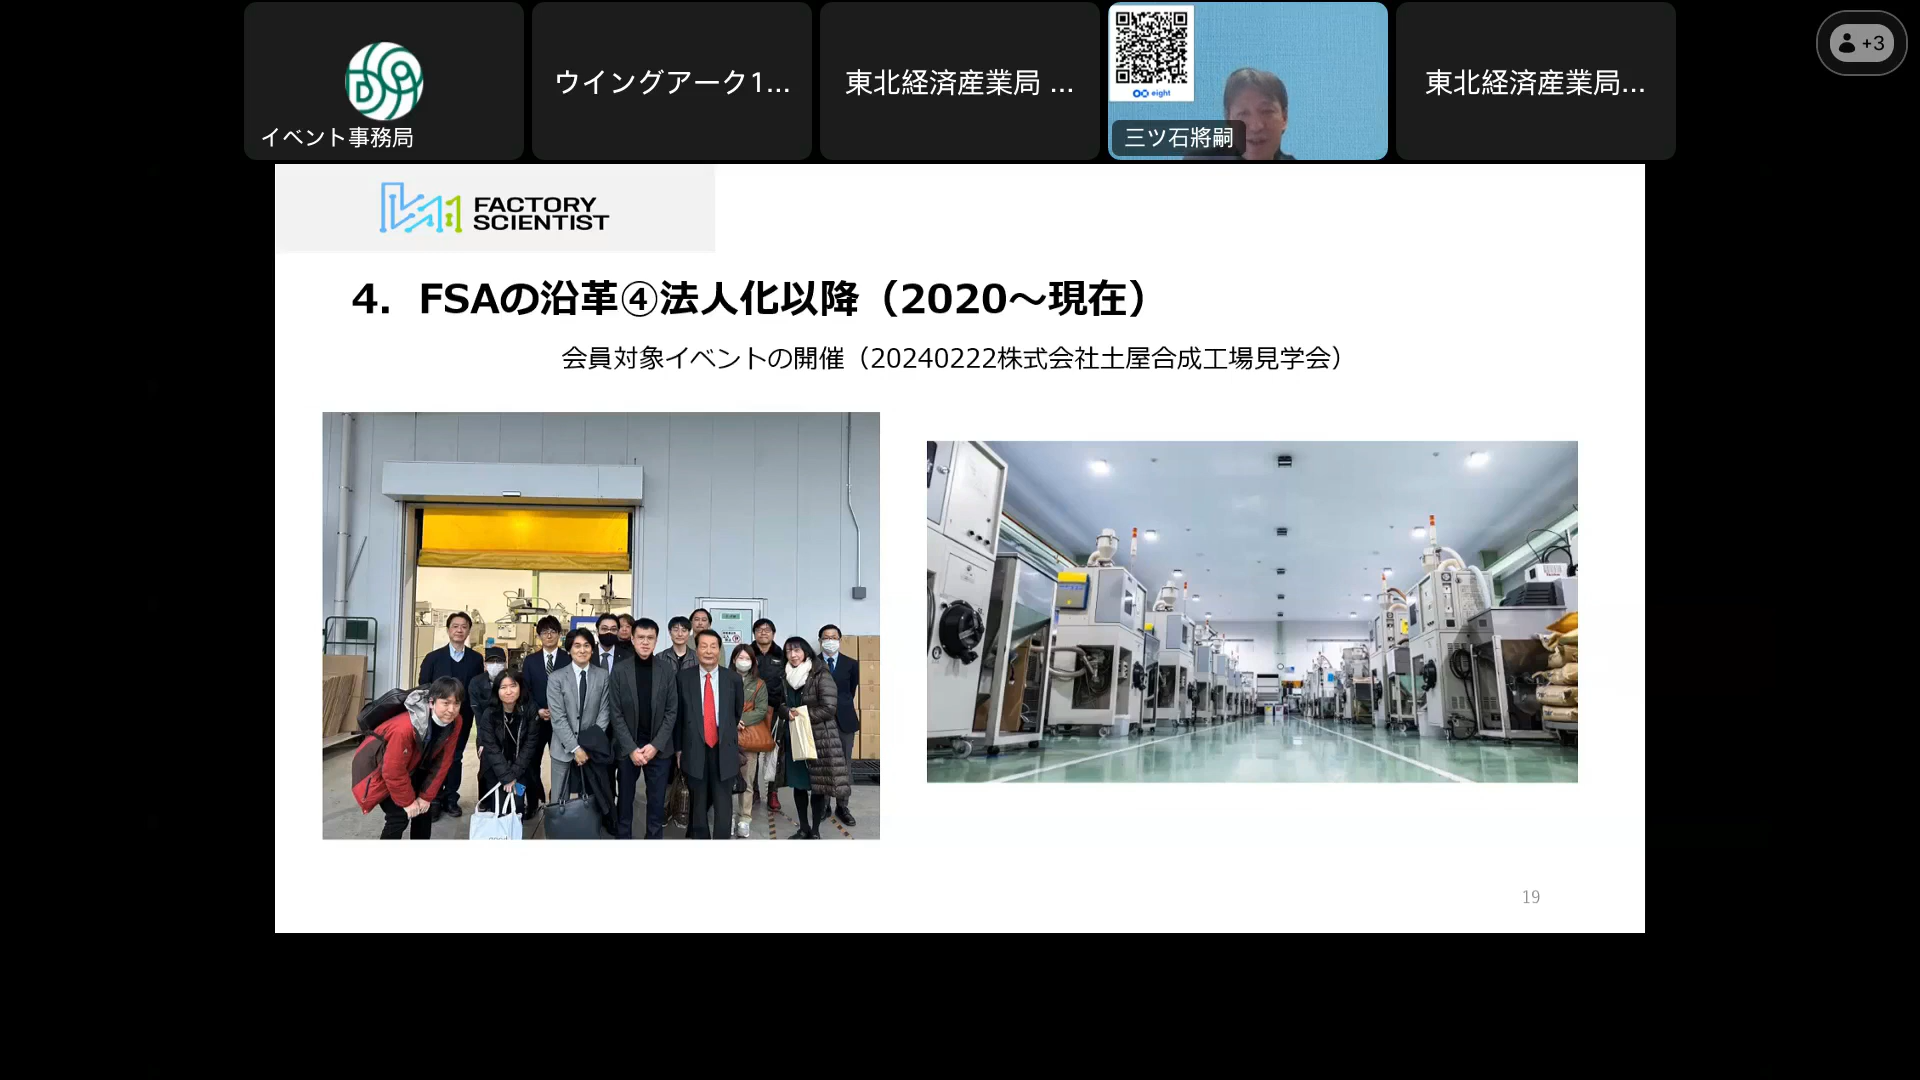 イベント事務局
ウイングアーク1...
東北経済産業局 ...
eight
三ツ石將嗣
東北経済産業局...
+3
FACTORY
SCIENTIST
4. FSAの沿革④法人化以降（2020～現在）
会員対象イベントの開催（20240222株式会社土屋合成工場見学会）
19